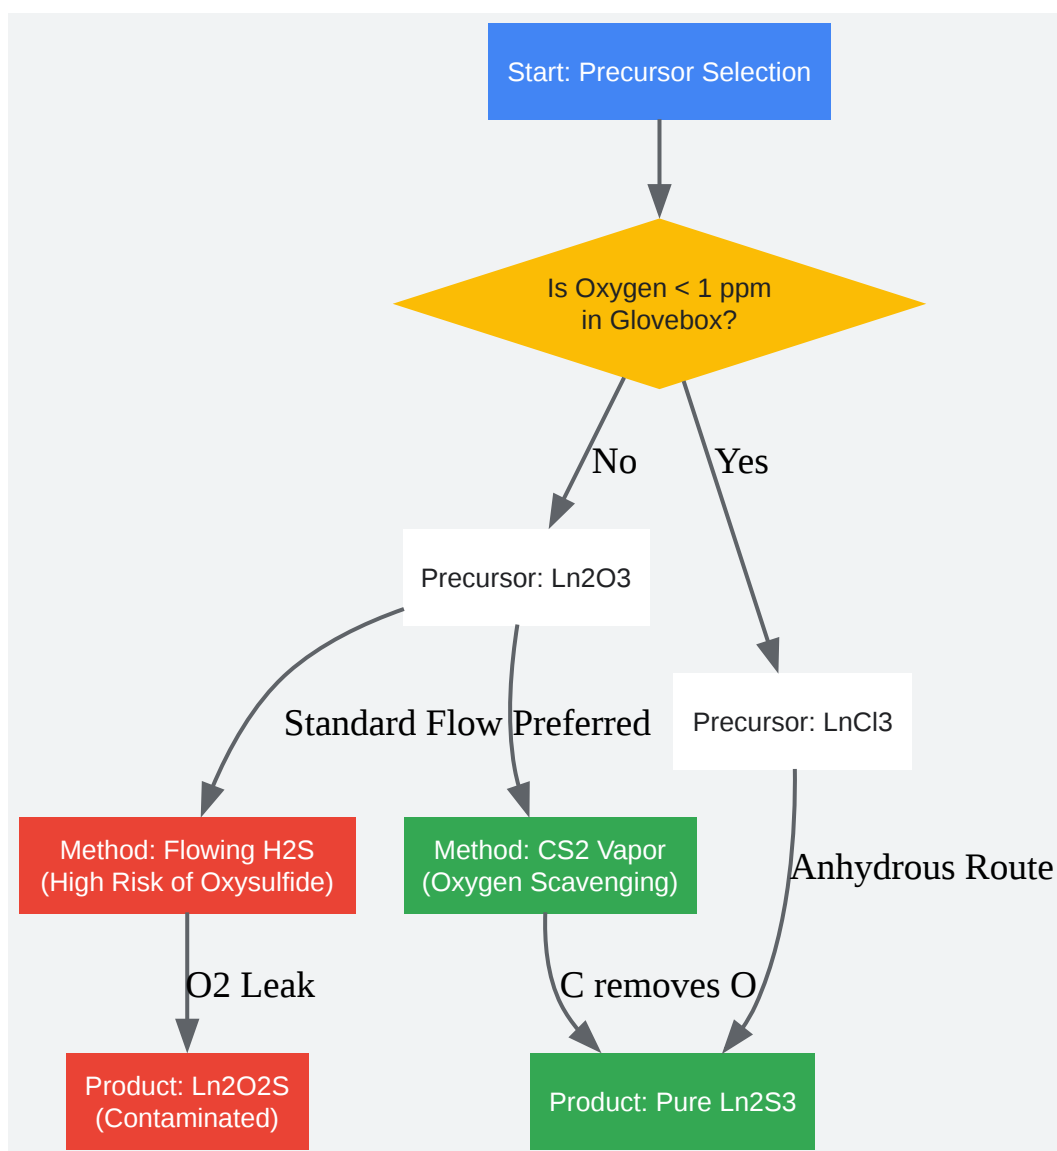 Start: Precursor Selection
Is Oxygen < 1 ppm
in Glovebox?
No
Yes
Precursor: Ln2O3
Precursor: LnCl3
Standard Flow
Preferred
Method: Flowing H2S
(High Risk of Oxysulfide)
Method: CS2 Vapor
(Oxygen Scavenging)
Anhydrous Route
O2 Leak
C removes O
Product: Ln2O2S
(Contaminated)
Product: Pure Ln2S3